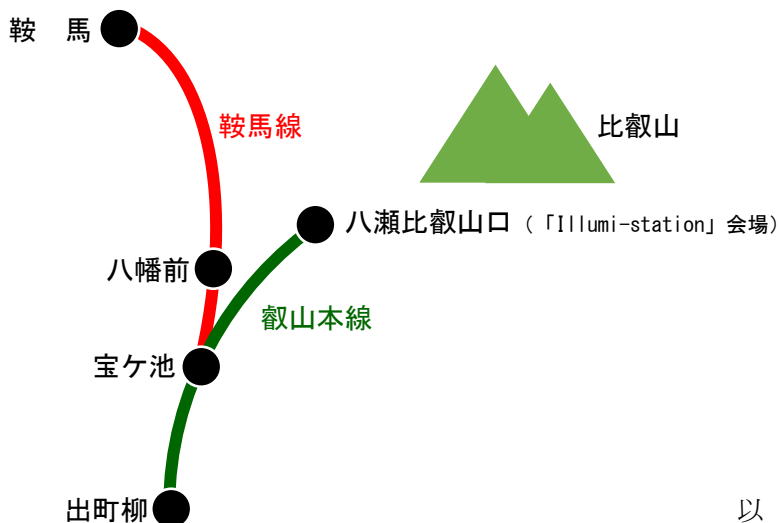 鞍　馬
鞍馬線
比叡山
八瀬比叡山口（「Illumi-station」会場）
八幡前
叡山本線
宝ケ池
出町柳
以